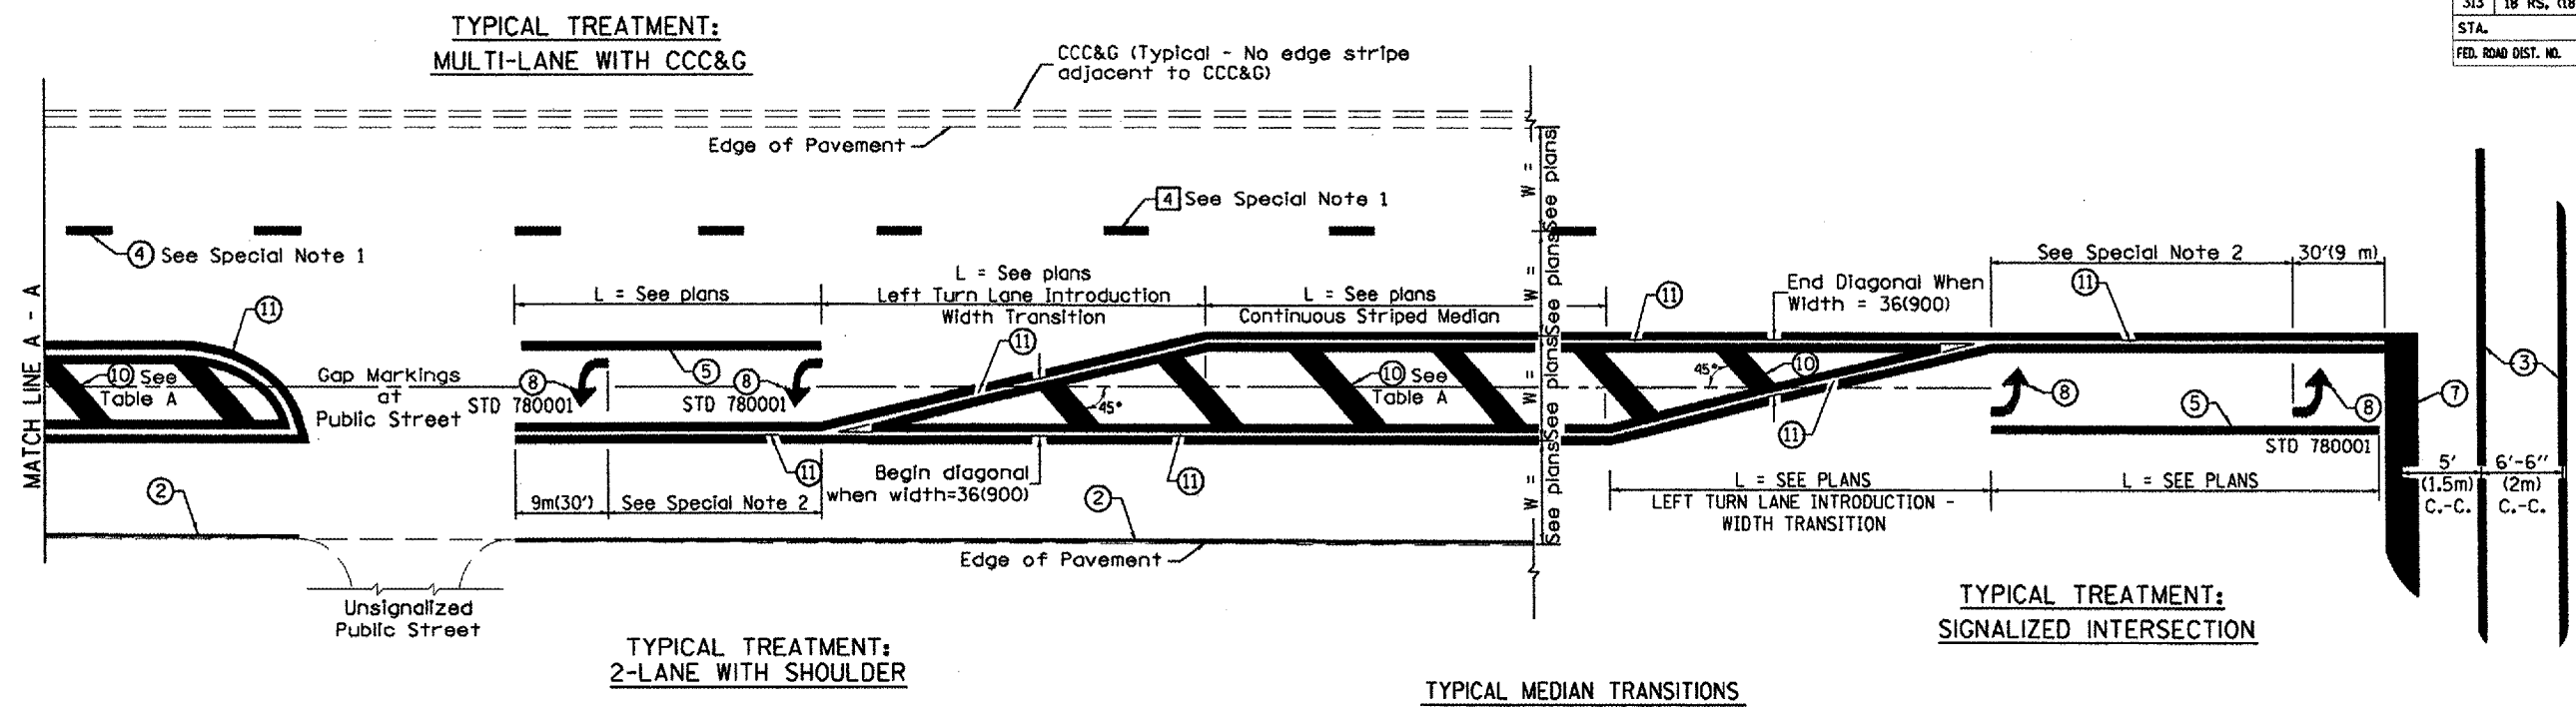 313 18 RS, (18
STA.
FED. ROAD DIST. NO.
TYPICAL TREATMENT:
MULTI-LANE WITH CCC&G
CCC&G (Typical - No edge stripe
adjacent to CCC&G)
Edge of Pavement
4 See Special Note 1
4 See Special Note 1
MATCH LINE A - A
11
10 See
Table A
Gap Markings
at
Public Street
2
Unsignalized
Public Street
L = See plans
8
STD 780001
5
8
STD 780001
11
9m(30')
See Special Note 2
L = See plans
Left Turn Lane Introduction
Width Transition
11
45°
Begin diagonal
when width=36(900)
11
2
Edge of Pavement
L = See plans
Continuous Striped Median
10 See
Table A
W =
See plans
W =
See plans
W =
See plans
W =
See plans
11
End Diagonal When
Width = 36(900)
45°
10
11
See Special Note 2
30'(9 m)
11
8
8
5
STD 780001
7
3
L = SEE PLANS
LEFT TURN LANE INTRODUCTION -
WIDTH TRANSITION
L = SEE PLANS
5'
(1.5m)
C.-C.
6'-6"
(2m)
C.-C.
TYPICAL TREATMENT:
SIGNALIZED INTERSECTION
TYPICAL TREATMENT:
2-LANE WITH SHOULDER
TYPICAL MEDIAN TRANSITIONS